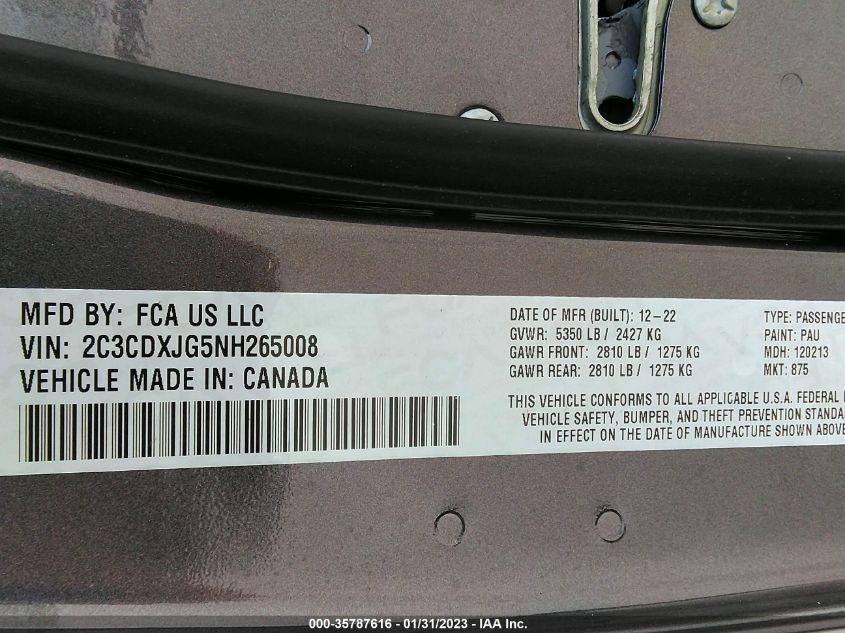 MFD BY: FCA US LLC
VIN: 2C3CDXJG5NH265008
VEHICLE MADE IN: CANADA
DATE OF MFR (BUILT): 12-22
GVWR: 5350 LB / 2427 KG
GAWR FRONT: 2810 LB / 1275 KG
GAWR REAR: 2810 LB / 1275 KG
TYPE: PASSENGE
PAINT: PAU
MDH: 120213
MKT: 875
THIS VEHICLE CONFORMS TO ALL APPLICABLE U.S.A. FEDERAL
VEHICLE SAFETY, BUMPER, AND THEFT PREVENTION STANDA
IN EFFECT ON THE DATE OF MANUFACTURE SHOWN ABOVE
000-35787616 - 01/31/2023 - IAA Inc.